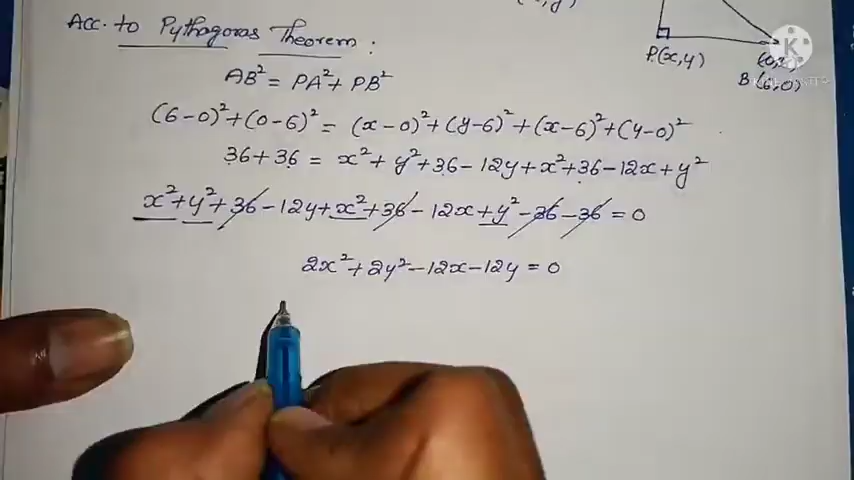 (x,y)
Acc. to Pythagoras Theorem :
P(x,y)
B (6,0)
AB² = PA² + PB²
(6-0)²+(0-6)² = (x-0)²+(y-6)²+(x-6)²+(y-0)²
36+36 = x²+y²+36-12y+x²+36-12x+y²
x²+y²+36-12y+x²+36-12x+y²-36-36 = 0
2x²+2y²-12x-12y = 0